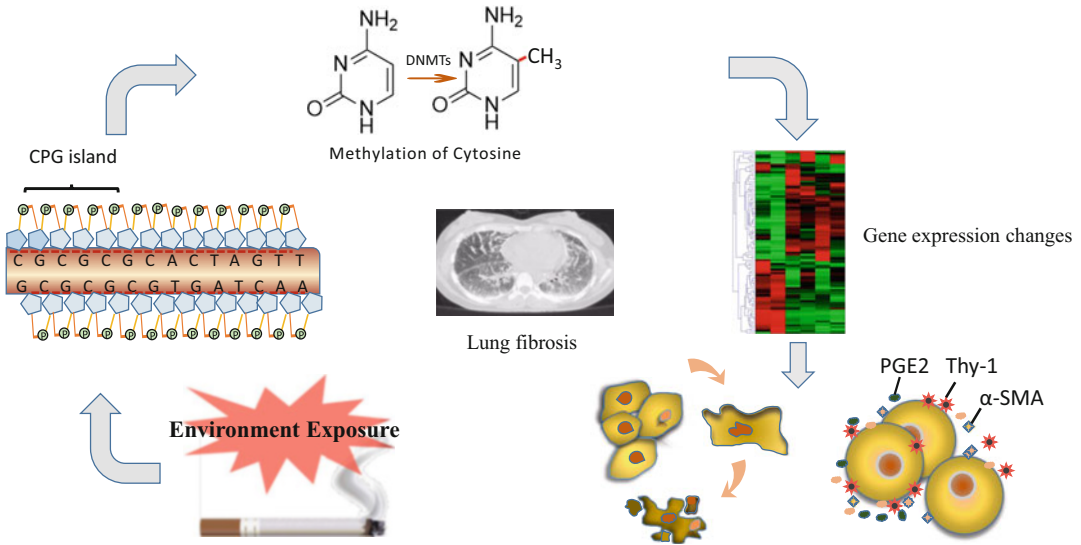 NH₂
N
O
N
H
DNMTs
NH₂
N
CH₃
O
N
H
Methylation of Cytosine
CPG island
P P P P P P P P P P P P P
C G C G C G C A C T A G T T
G C G C G C G T G A T C A A
P P P P P P P P P P P P P
Gene expression changes
Lung fibrosis
Environment Exposure
PGE2
Thy-1
α-SMA